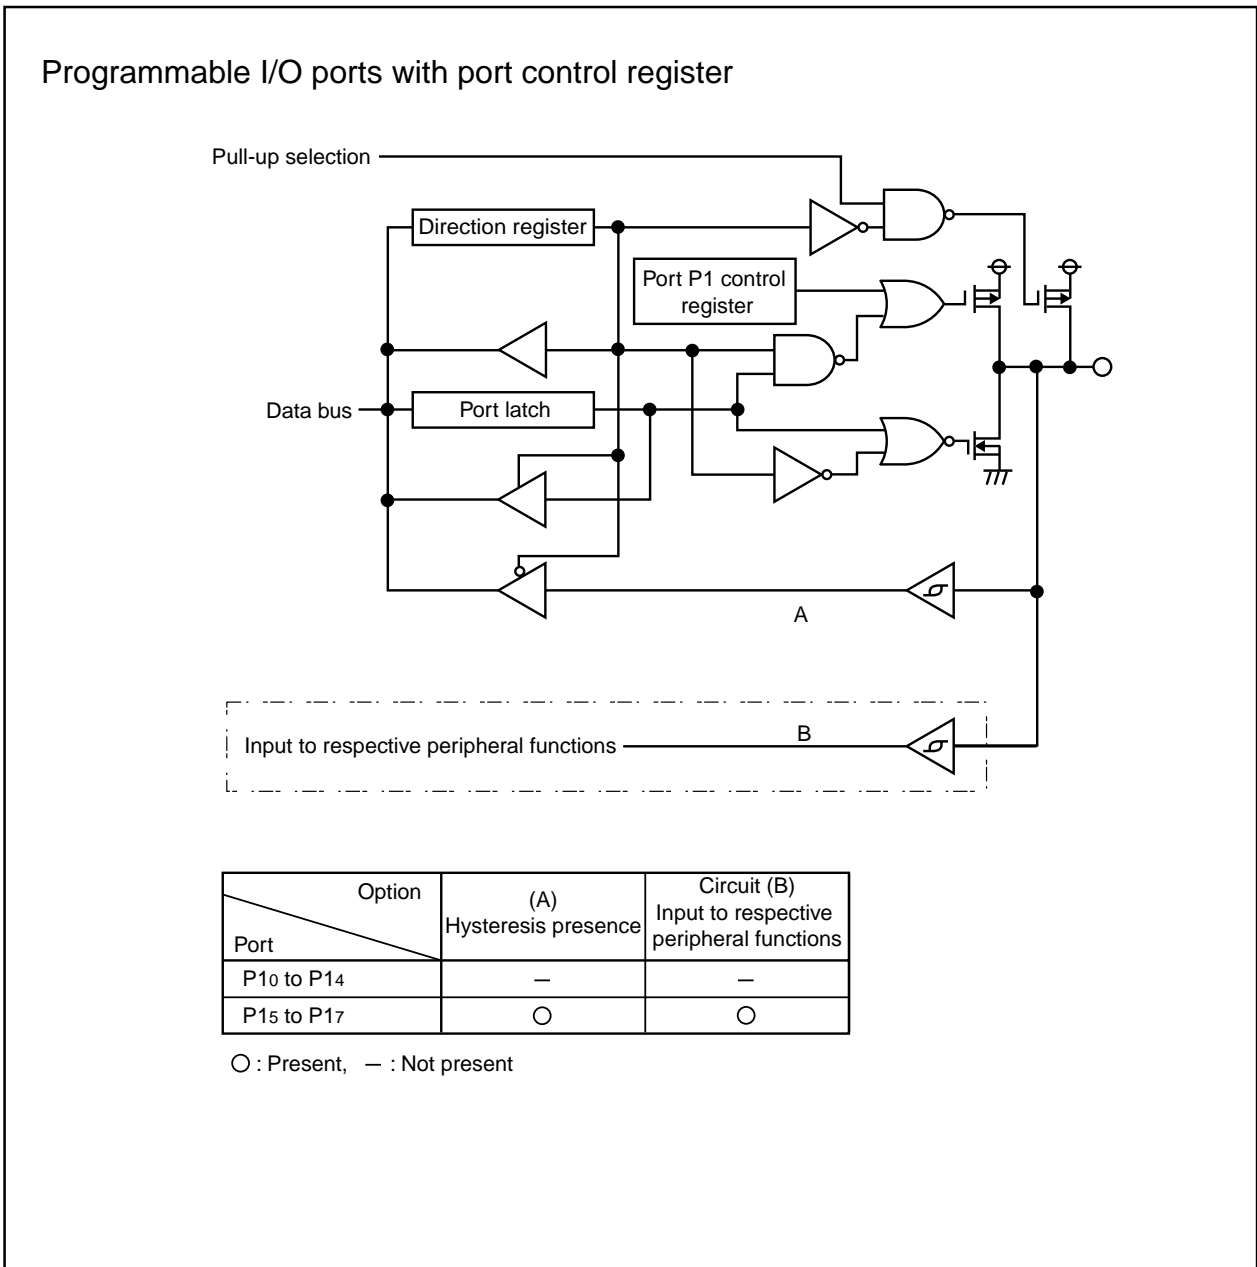 Programmable I/O ports with port control register
Pull-up selection
Direction register
Port P1 control
register
Data bus
Port latch
A
B
Input to respective peripheral functions
Option
Port
(A)
Hysteresis presence
Circuit (B)
Input to respective
peripheral functions
P10 to P14 – –
P15 to P17 ○ ○
○ : Present, – : Not present